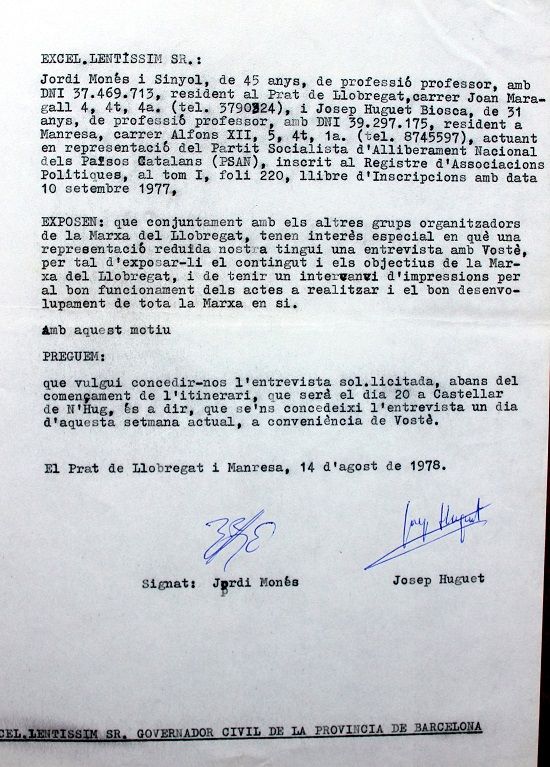 EXCEL.LENTÍSSIM SR.:
Jordi Monés i Sinyol, de 45 anys, de professió professor, amb
DNI 37.469.713, resident al Prat de Llobregat,carrer Joan Mara-
gall 4, 4t, 4a. (tel. 3790324), i Josep Huguet Biosca, de 31
anys, de professió professor, amb DNI 39.297.175, resident a
Manresa, carrer Alfons XII, 5, 4t, 1a. (tel. 8745597), actuant
en representació del Partit Socialista d'Alliberament Nacional
dels Països Catalans (PSAN), inscrit al Registre d'Associacions
Politiques, al tom I, foli 220, llibre d'Inscripcions amb data
10 setembre 1977,
EXPOSEN: que conjuntament amb els altres grups organitzadors
de la Marxa del Llobregat, tenen interès especial en què una
representació reduida nostra tingui una entrevista amb Vostè,
per tal d'exposar-li el contingut i els objectius de la Mar-
xa del Llobregat, i de tenir un intercanvi d'impressions per
al bon funcionament dels actes a realitzar i el bon desenvo-
lupament de tota la Marxa en si.
Amb aquest motiu
PREGUEM:
que vulgui concedir-nos l'entrevista sol.licitada, abans del
començament de l'itinerari, que serà el dia 20 a Castellar
de N'Hug, és a dir, que se'ns concedeixi l'entrevista un dia
d'aquesta setmana actual, a conveniència de Vostè.
El Prat de Llobregat i Manresa, 14 d'agost de 1978.
Josep Huguet
Signat: Jordi Monés Josep Huguet
CEL.LENTISSIM SR. GOVERNADOR CIVIL DE LA PROVINCIA DE BARCELONA